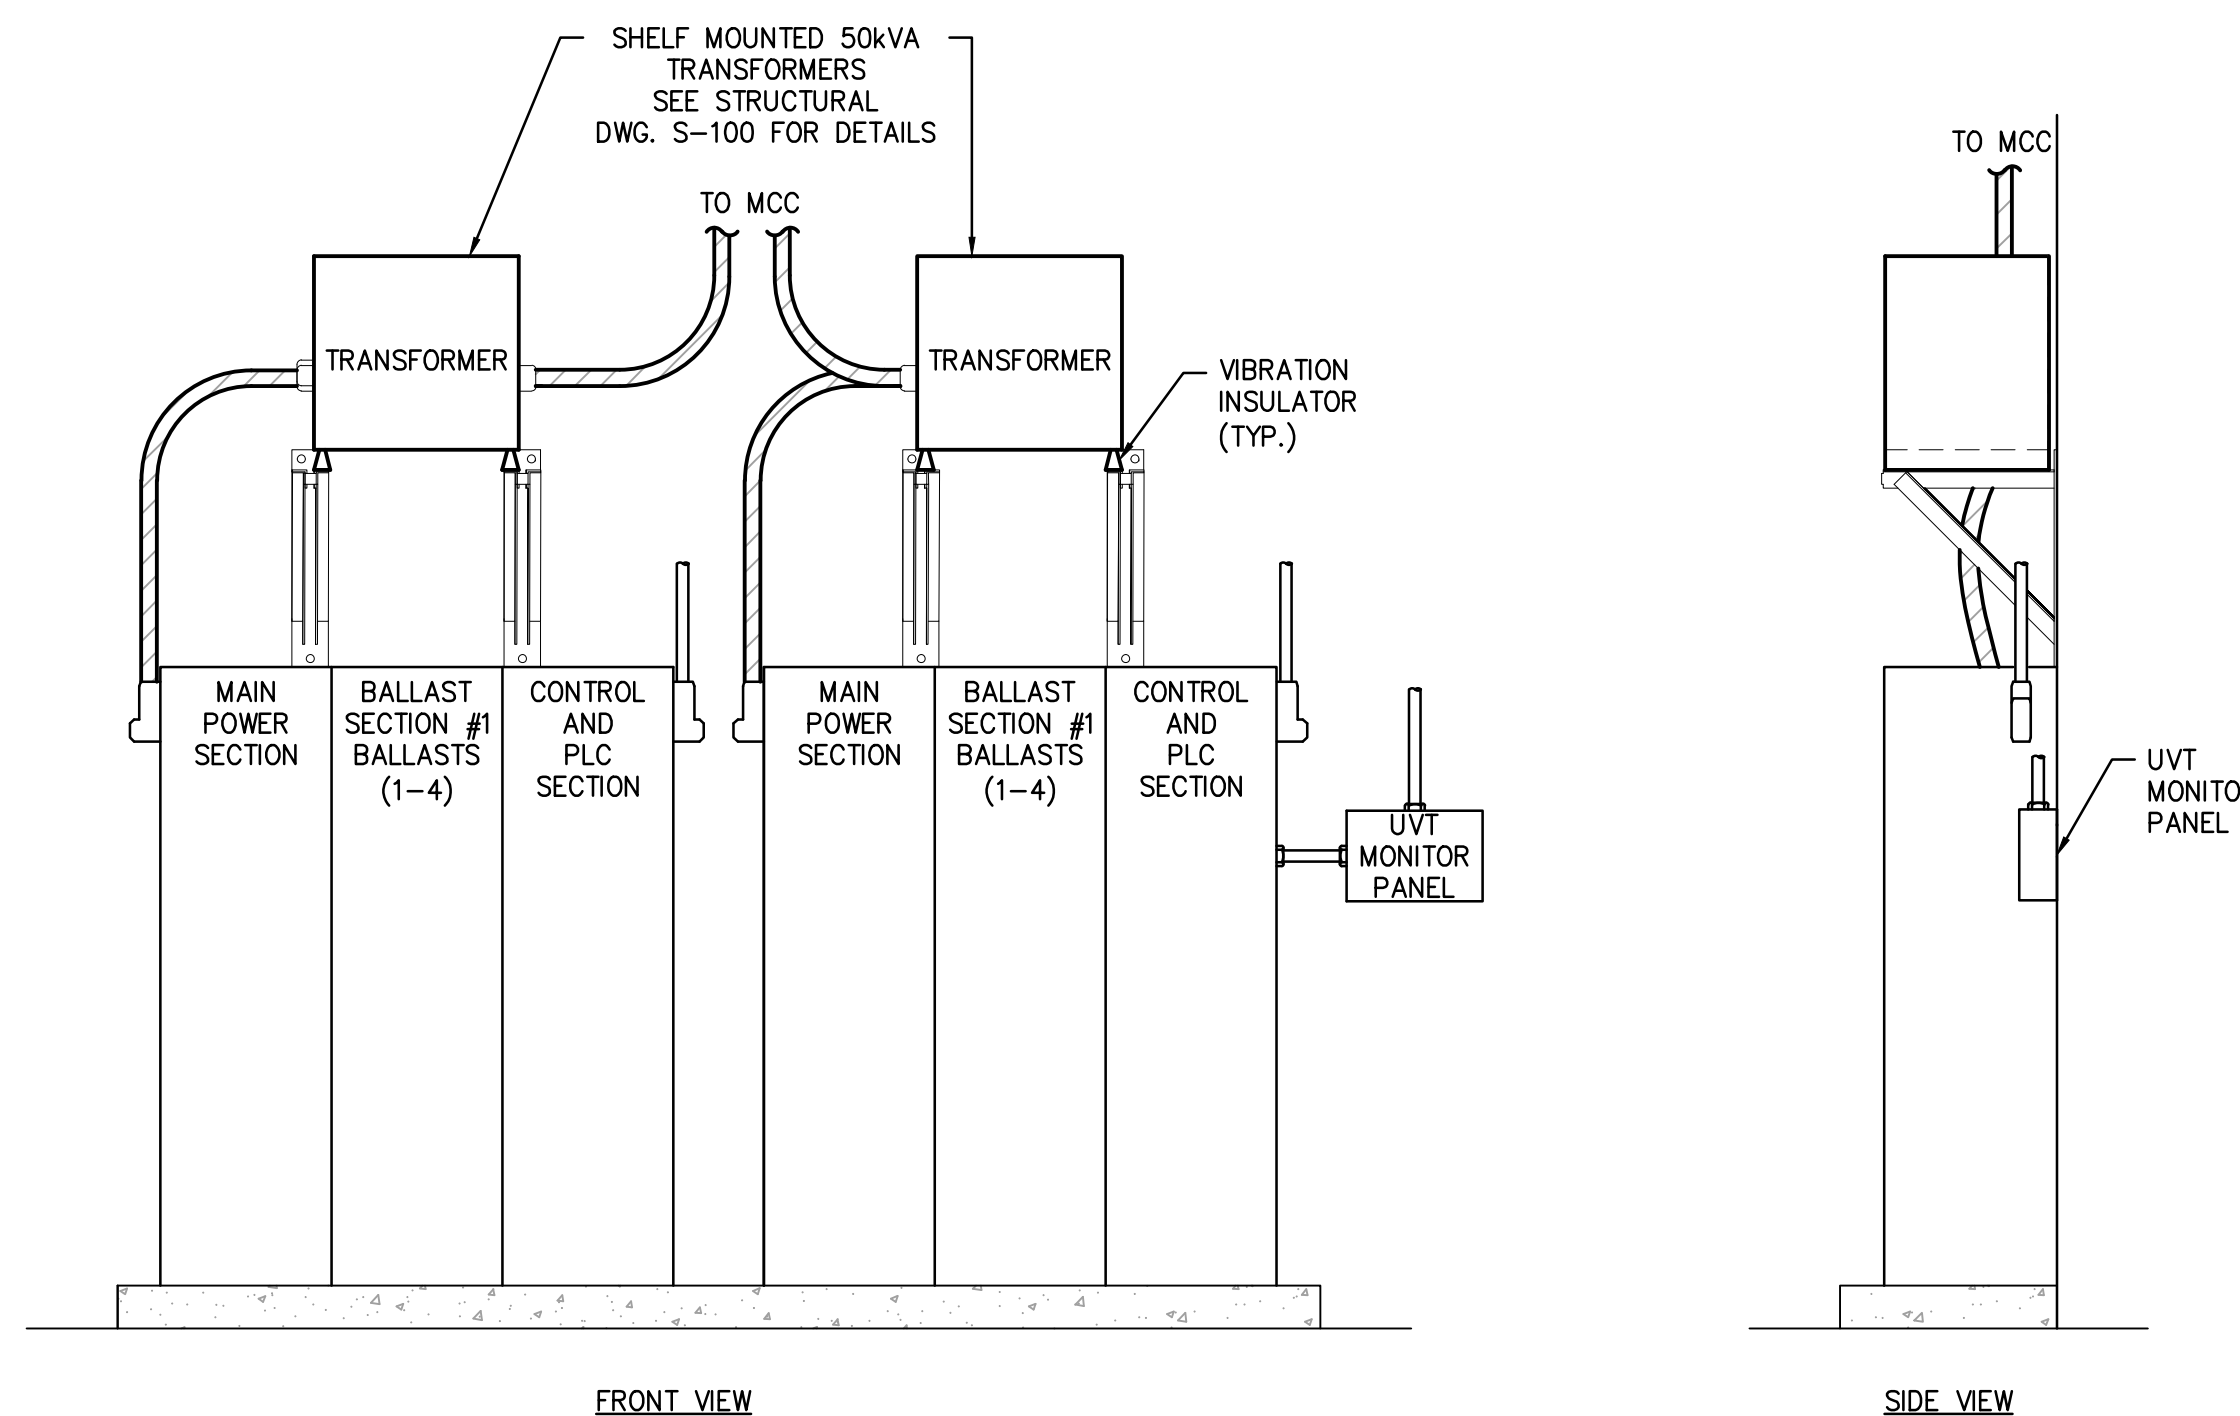 SHELF MOUNTED 50kVA
TRANSFORMERS
SEE STRUCTURAL
DWG. S-100 FOR DETAILS
TO MCC
TO MCC
TRANSFORMER
TRANSFORMER
VIBRATION
INSULATOR
(TYP.)
MAIN
POWER
SECTION
BALLAST
SECTION #1
BALLASTS
(1-4)
CONTROL
AND
PLC
SECTION
MAIN
POWER
SECTION
BALLAST
SECTION #1
BALLASTS
(1-4)
CONTROL
AND
PLC
SECTION
UVT
MONITOR
PANEL
UVT
MONITO
PANEL
FRONT VIEW
SIDE VIEW